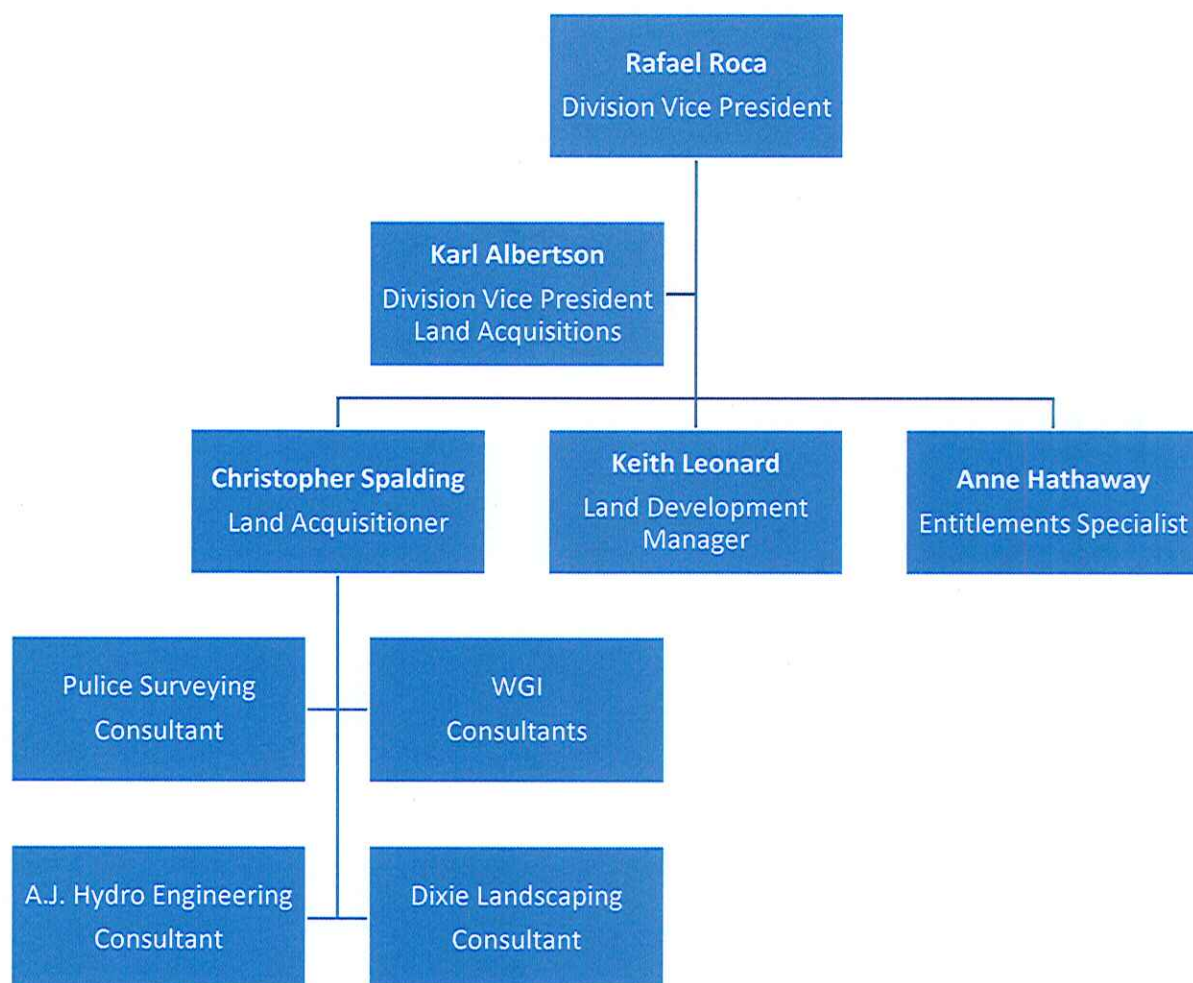 Rafael Roca
Division Vice President
Karl Albertson
Division Vice President
Land Acquisitions
Christopher Spalding
Land Acquisitioner
Keith Leonard
Land Development
Manager
Anne Hathaway
Entitlements Specialist
Pulice Surveying
Consultant
WGI
Consultants
A.J. Hydro Engineering
Consultant
Dixie Landscaping
Consultant